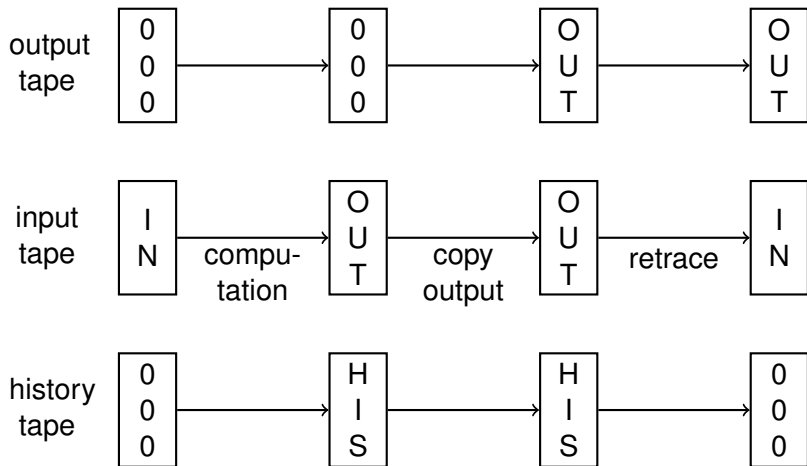 output
tape
0
0
0
0
0
0
O
U
T
O
U
T
input
tape
I
N
compu-
tation
O
U
T
copy
output
O
U
T
retrace
I
N
history
tape
0
0
0
H
I
S
H
I
S
0
0
0